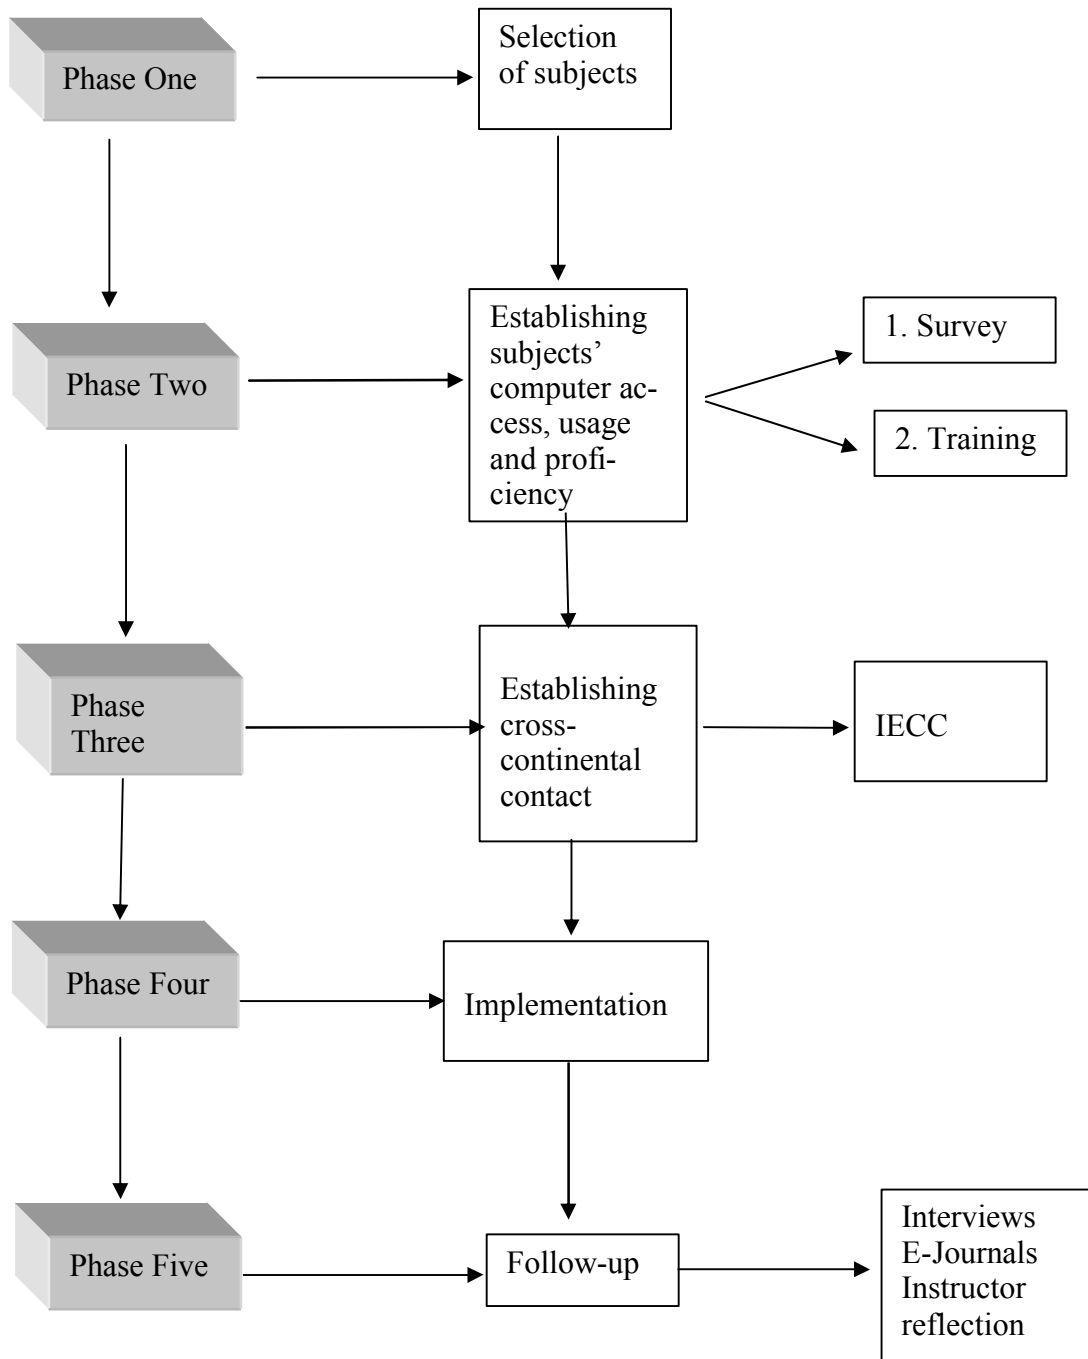 Phase One
Selection
of subjects
Phase Two
Establishing
subjects’
computer ac-
cess, usage
and profi-
ciency
1. Survey
2. Training
Phase
Three
Establishing
cross-
continental
contact
IECC
Phase Four
Implementation
Phase Five
Follow-up
Interviews
E-Journals
Instructor
reflection